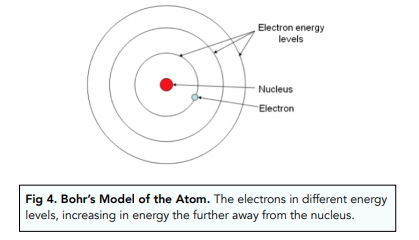 Electron energy
levels
Nucleus
Electron
Fig 4. Bohr's Model of the Atom. The electrons in different energy
levels, increasing in energy the further away from the nucleus.